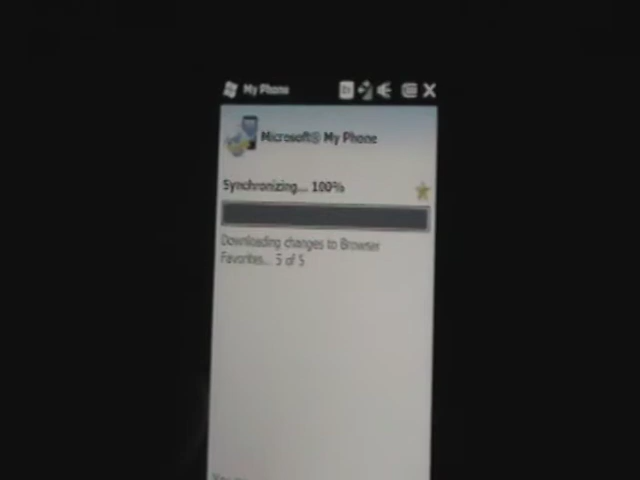 My Phone
Microsoft® My Phone
Synchronizing... 100%
Downloading changes to Browser
Favorites... 5 of 5